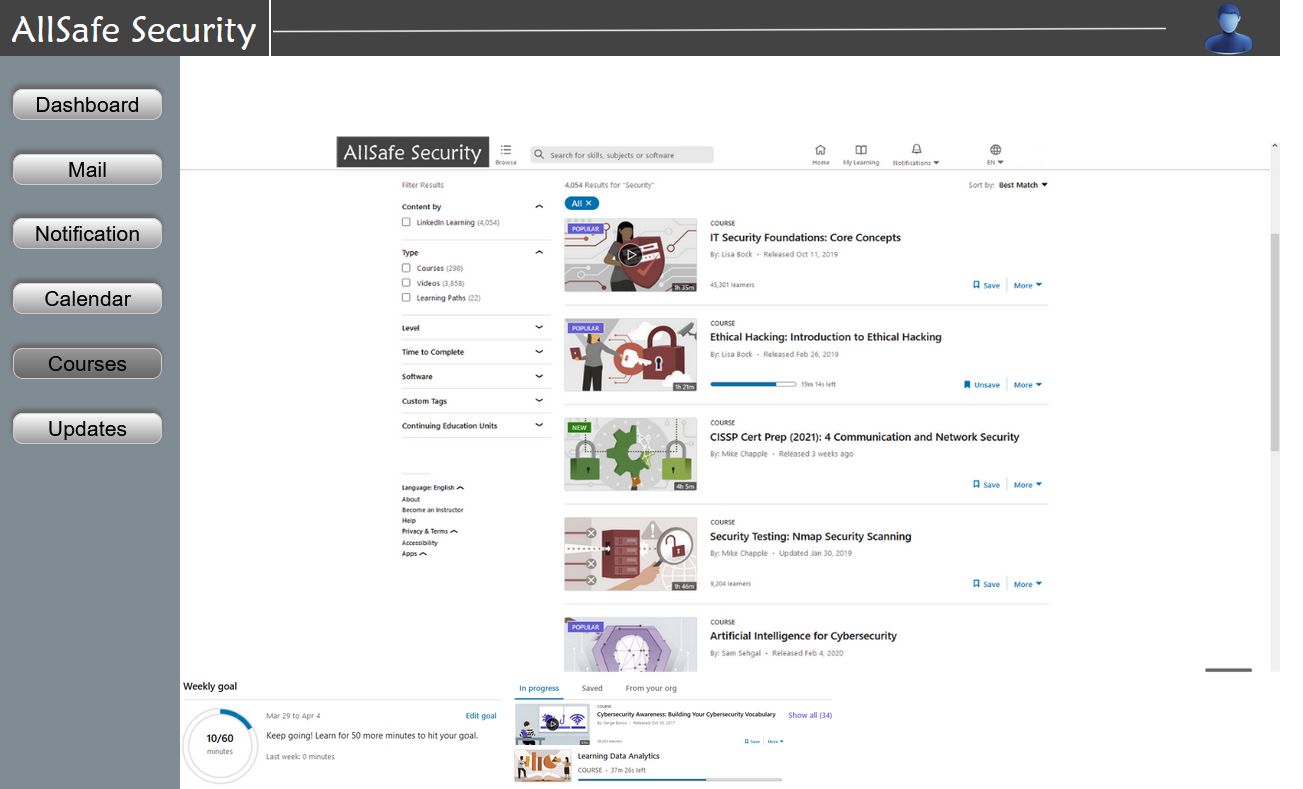 AllSafe Security
Dashboard
Mail
Notification
Calendar
Courses
Updates
AllSafe Security
Browse
Search for skills, subjects or software
Home
My Learning
Notifications
EN
Filter Results
4,054 Results for "Security"
Sort by: Best Match
All ×
Content by
LinkedIn Learning (4,054)
Type
Courses (298)
Videos (3,858)
Learning Paths (22)
Level
Time to Complete
Software
Custom Tags
Continuing Education Units
Language: English
About
Become an Instructor
Help
Privacy & Terms
Accessibility
Apps
POPULAR
1h 35m
COURSE
IT Security Foundations: Core Concepts
By: Lisa Bock • Released Oct 11, 2019
45,301 learners
Save
More
POPULAR
1h 21m
COURSE
Ethical Hacking: Introduction to Ethical Hacking
By: Lisa Bock • Released Feb 26, 2019
19m 14s left
Unsave
More
NEW
4h 5m
COURSE
CISSP Cert Prep (2021): 4 Communication and Network Security
By: Mike Chapple • Released 3 weeks ago
Save
More
1h 46m
COURSE
Security Testing: Nmap Security Scanning
By: Mike Chapple • Updated Jan 30, 2019
9,204 learners
Save
More
POPULAR
COURSE
Artificial Intelligence for Cybersecurity
By: Sam Sehgal • Released Feb 4, 2020
Weekly goal
10/60
minutes
Mar 29 to Apr 4
Edit goal
Keep going! Learn for 50 more minutes to hit your goal.
Last week: 0 minutes
In progress
Saved
From your org
COURSE
Cybersecurity Awareness: Building Your Cybersecurity Vocabulary
Show all (34)
Save
More
Learning Data Analytics
COURSE • 37m 26s left